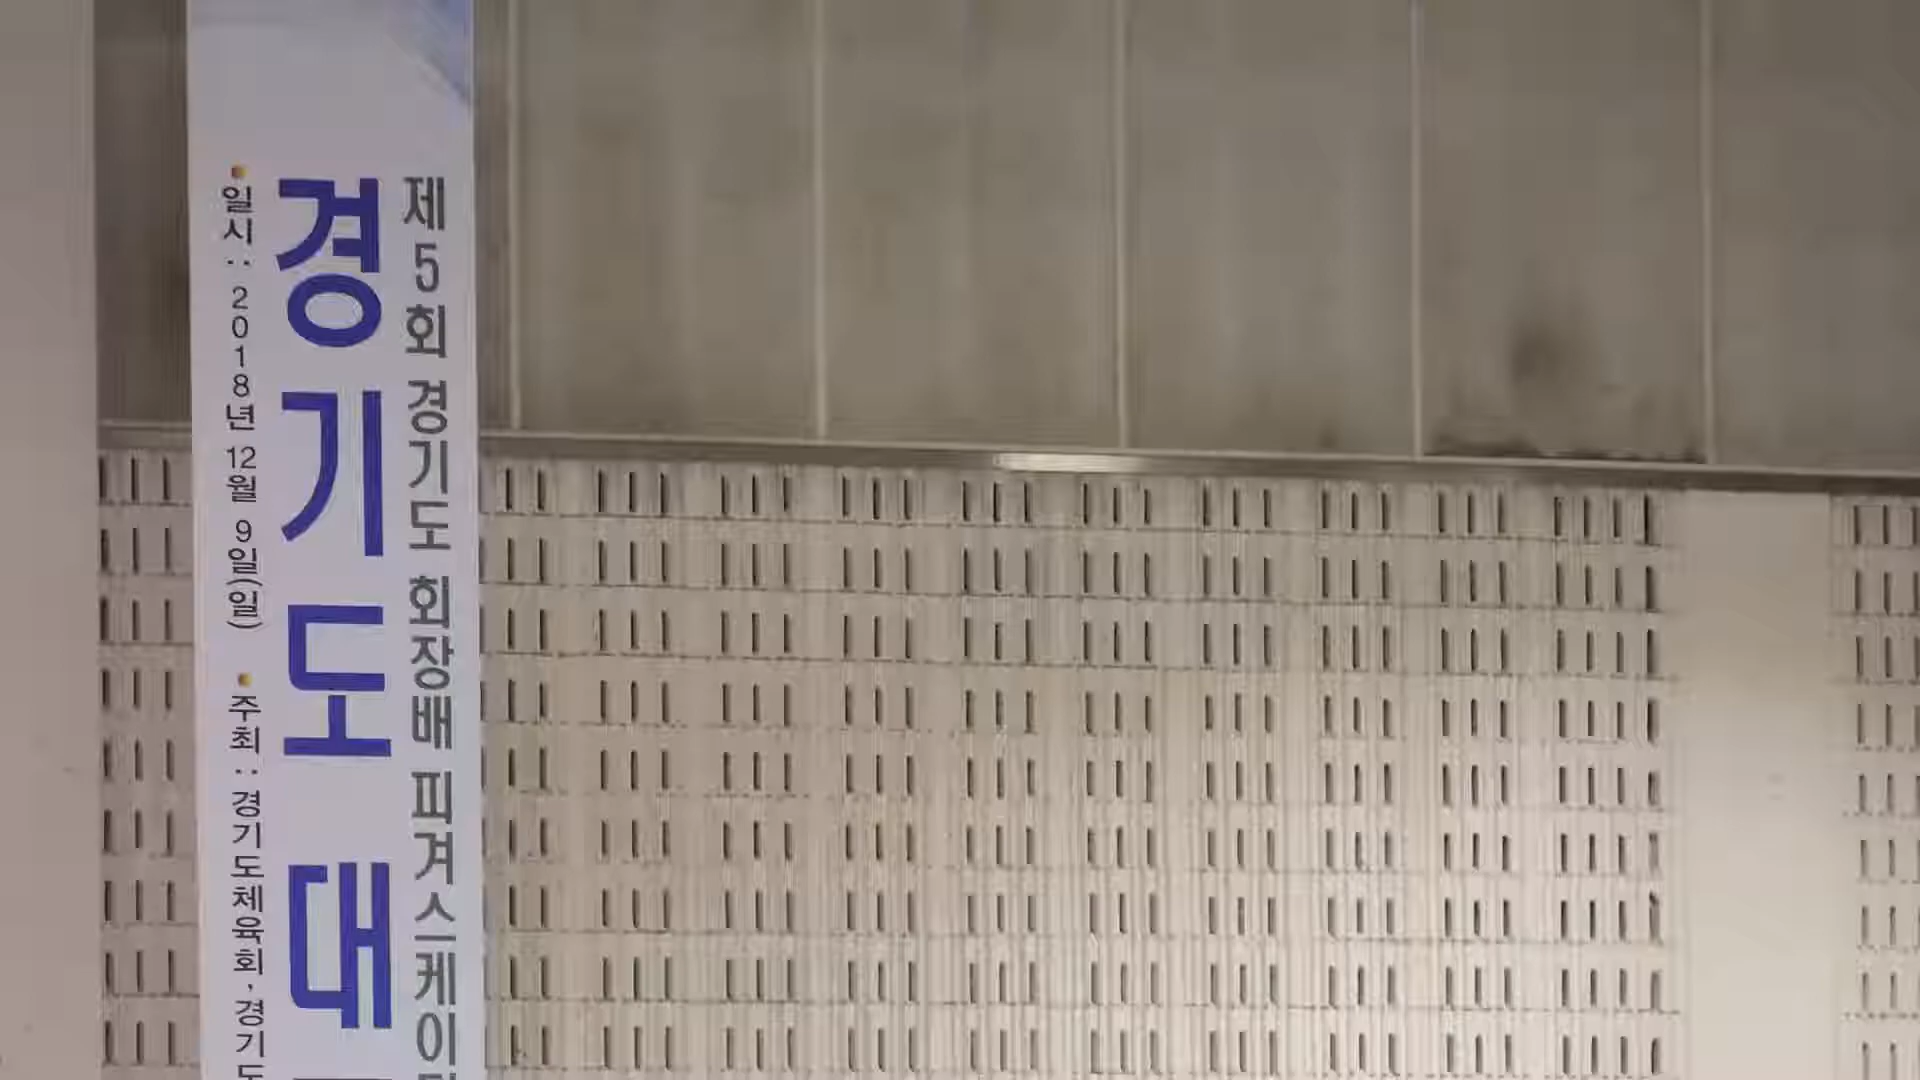 제5회 경기도 회장배 피겨스케이
경기도대
• 일시 : 2018년 12월 9일(일) • 주최 : 경기도체육회, 경기도